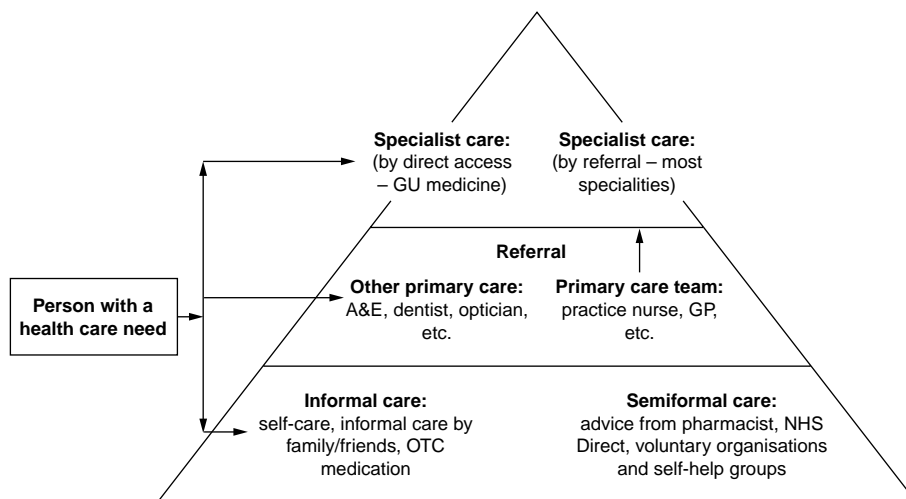 Specialist care:
(by direct access
– GU medicine)
Specialist care:
(by referral – most
specialities)
Referral
Person with a
health care need
Other primary care:
A&E, dentist, optician,
etc.
Primary care team:
practice nurse, GP,
etc.
Informal care:
self-care, informal care by
family/friends, OTC
medication
Semiformal care:
advice from pharmacist, NHS
Direct, voluntary organisations
and self-help groups